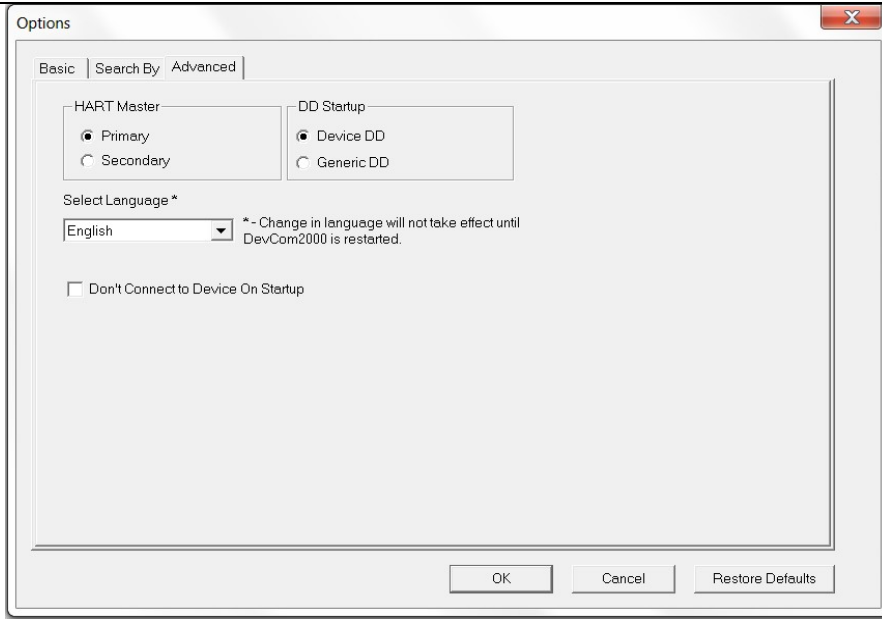 Options
Basic
Search By
Advanced
HART Master
Primary
Secondary
DD Startup
Device DD
Generic DD
Select Language *
English
* - Change in language will not take effect until
DevCom2000 is restarted.
Don't Connect to Device On Startup
OK
Cancel
Restore Defaults